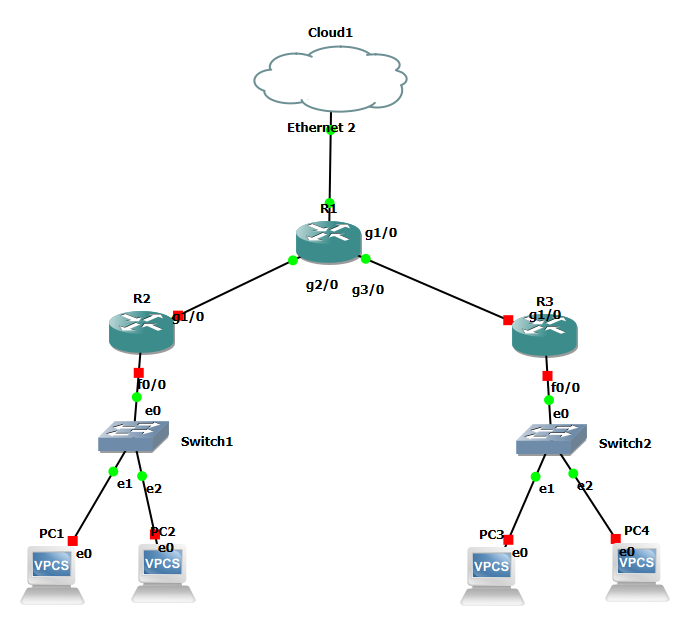 Cloud1
Ethernet 2
R1
g1/0
g2/0
g3/0
R2
g1/0
R3
g1/0
f0/0
e0
Switch1
e1
e2
f0/0
e0
Switch2
e1
e2
PC1
e0
VPCS
PC2
e0
VPCS
PC3
e0
VPCS
PC4
e0
VPCS